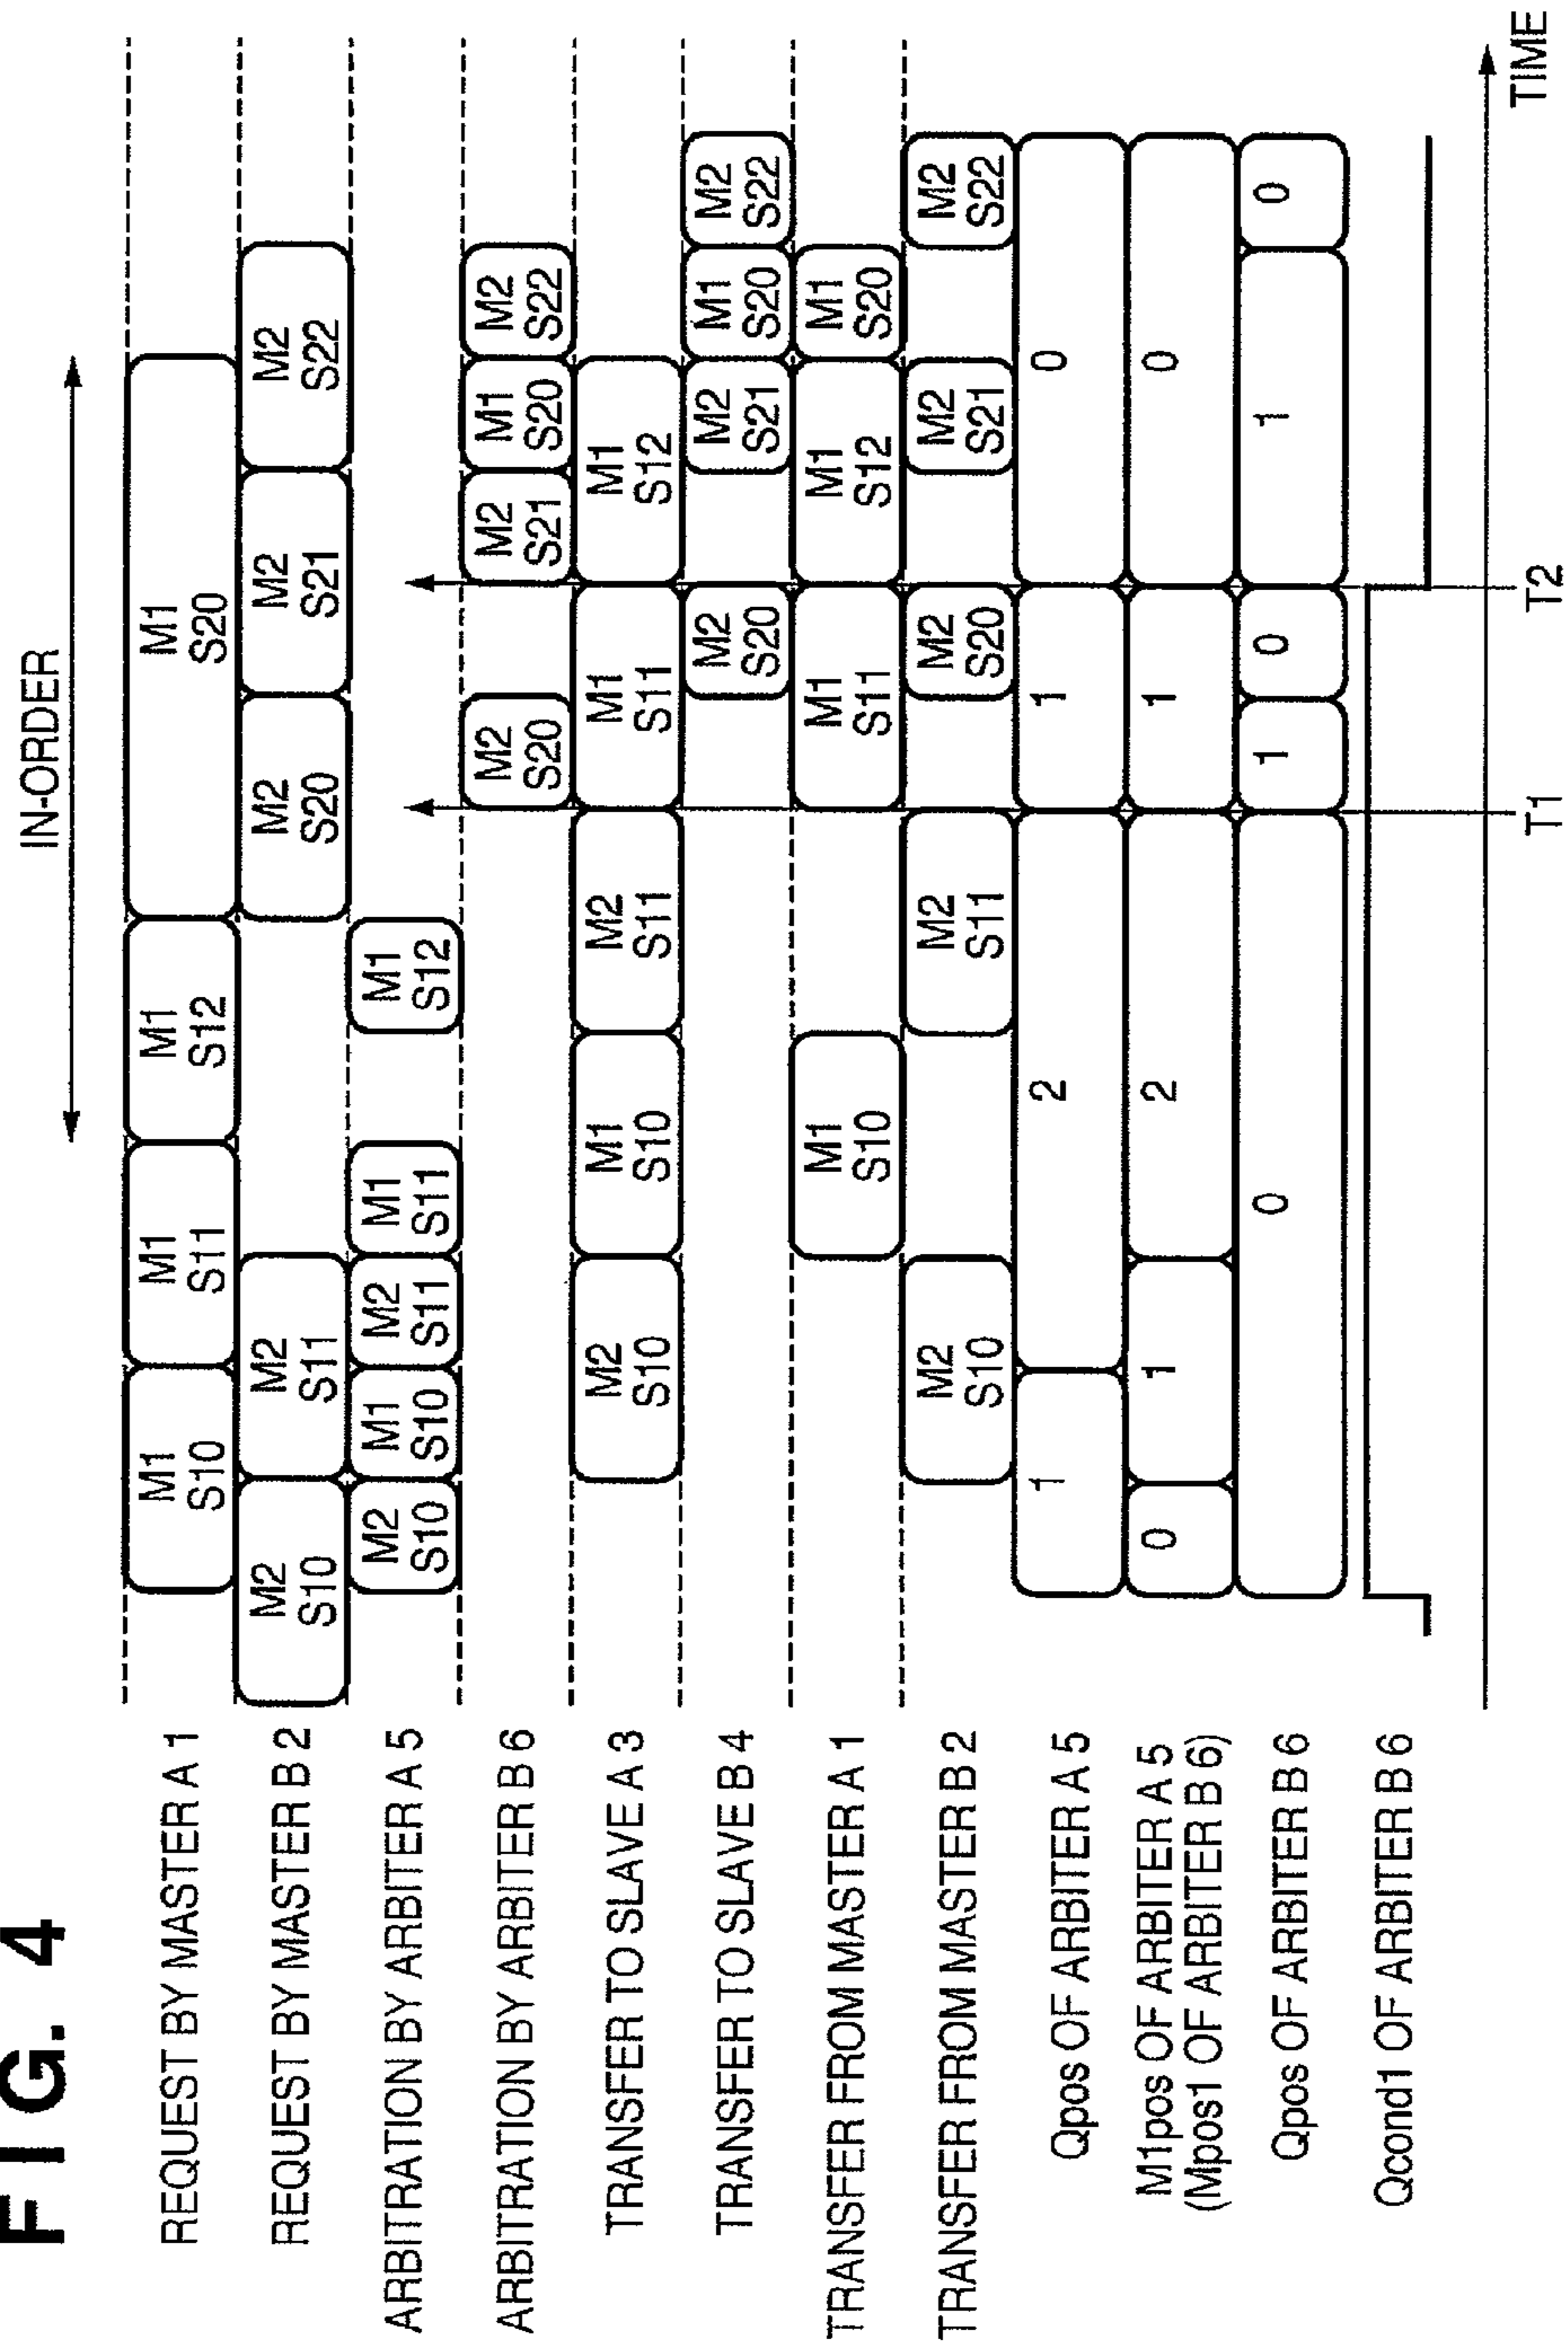 FIG. 4
IN-ORDER
REQUEST BY MASTER A 1
M1
S10
M1
S11
M1
S12
M1
S20
REQUEST BY MASTER B 2
M2
S10
M2
S11
M2
S20
M2
S21
M2
S22
ARBITRATION BY ARBITER A 5
M2
S10
M1
S10
M2
S11
M1
S11
M1
S12
ARBITRATION BY ARBITER B 6
M2
S20
M2
S21
M1
S20
M2
S22
TRANSFER TO SLAVE A 3
M2
S10
M1
S10
M2
S11
M1
S11
M1
S12
TRANSFER TO SLAVE B 4
M2
S20
M2
S21
M1
S20
M2
S22
TRANSFER FROM MASTER A 1
M1
S10
M1
S11
M1
S12
M1
S20
TRANSFER FROM MASTER B 2
M2
S10
M2
S11
M2
S20
M2
S21
M2
S22
Qpos OF ARBITER A 5
1
2
1
0
M1pos OF ARBITER A 5
(Mpos1 OF ARBITER B 6)
0
1
2
1
0
Qpos OF ARBITER B 6
0
1
0
1
0
Qcond1 OF ARBITER B 6
T1
T2
TIME